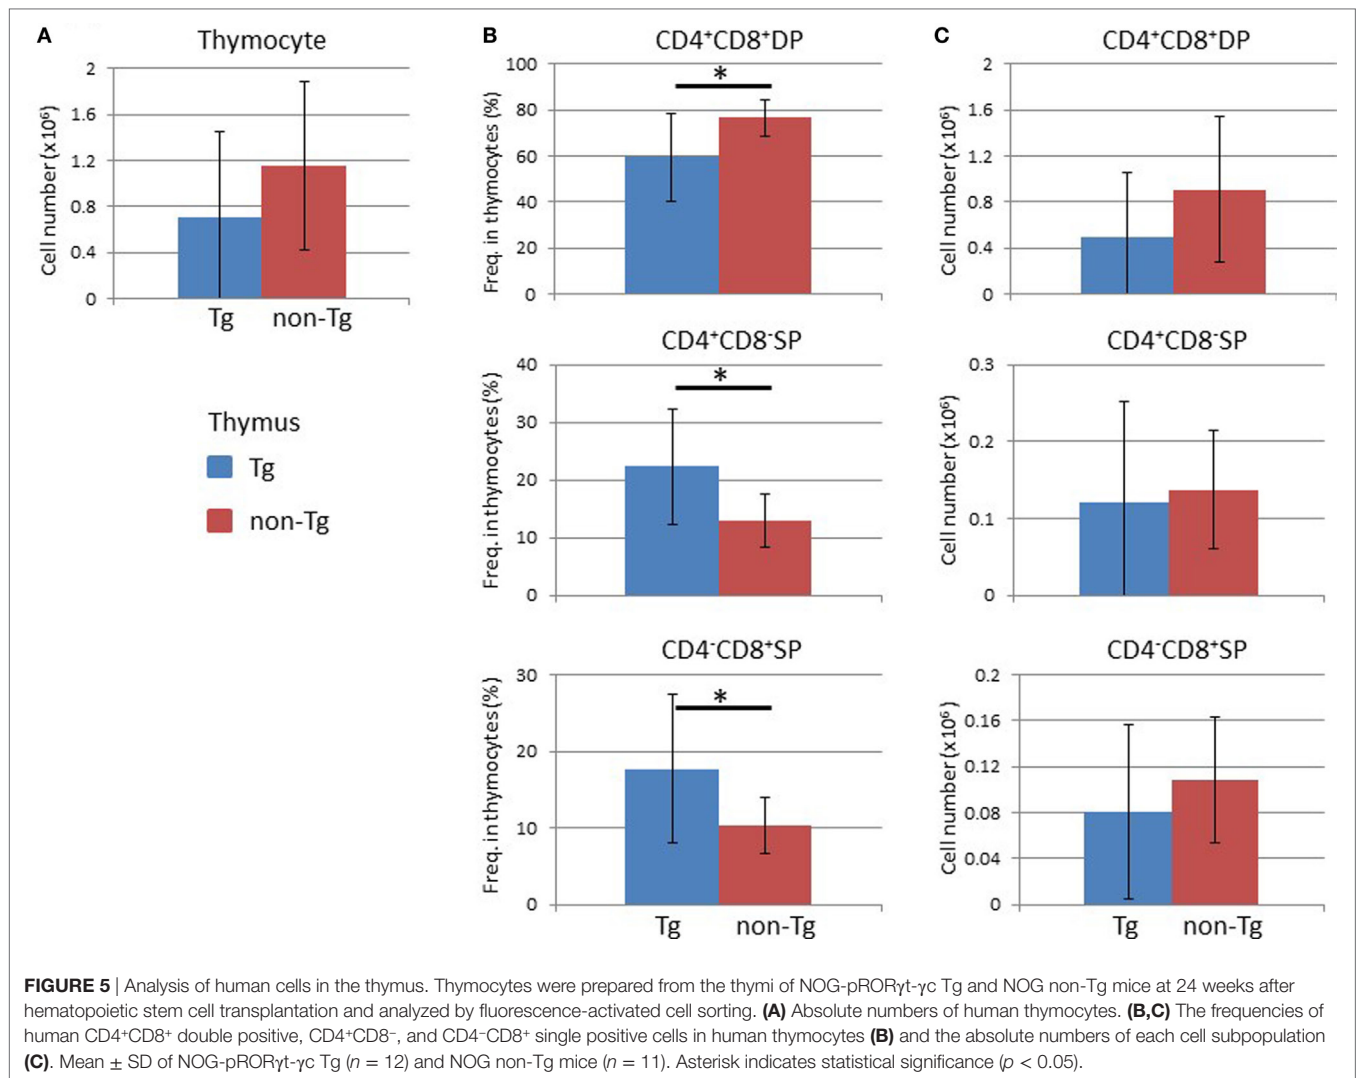 A
Thymocyte
2
1.6
1.2
0.8
0.4
0
Cell number (x10⁶)
Tg non-Tg
Thymus
Tg
non-Tg
B
CD4⁺CD8⁺DP
100
80
60
40
20
0
Freq. in thymocytes (%)
*
CD4⁺CD8⁻SP
40
30
20
10
0
Freq. in thymocytes (%)
*
CD4⁻CD8⁺SP
30
20
10
0
Freq. in thymocytes (%)
*
Tg non-Tg
C
CD4⁺CD8⁺DP
2
1.6
1.2
0.8
0.4
0
Cell number (x10⁶)
CD4⁺CD8⁻SP
0.3
0.2
0.1
0
Cell number (x10⁶)
CD4⁻CD8⁺SP
0.2
0.16
0.12
0.08
0.04
0
Cell number (x10⁶)
Tg non-Tg
FIGURE 5 | Analysis of human cells in the thymus. Thymocytes were prepared from the thymi of NOG-pRORγt-γc Tg and NOG non-Tg mice at 24 weeks after
hematopoietic stem cell transplantation and analyzed by fluorescence-activated cell sorting. (A) Absolute numbers of human thymocytes. (B,C) The frequencies of
human CD4⁺CD8⁺ double positive, CD4⁺CD8⁻, and CD4⁻CD8⁺ single positive cells in human thymocytes (B) and the absolute numbers of each cell subpopulation
(C). Mean ± SD of NOG-pRORγt-γc Tg (n = 12) and NOG non-Tg mice (n = 11). Asterisk indicates statistical significance (p < 0.05).